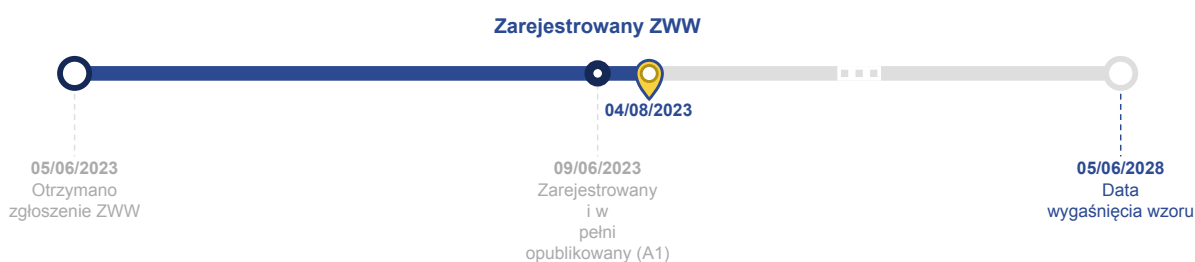 Zarejestrowany ZWW
04/08/2023
05/06/2023
Otrzymano
zgłoszenie ZWW
09/06/2023
Zarejestrowany
i w
pełni
opublikowany (A1)
05/06/2028
Data
wygaśnięcia wzoru